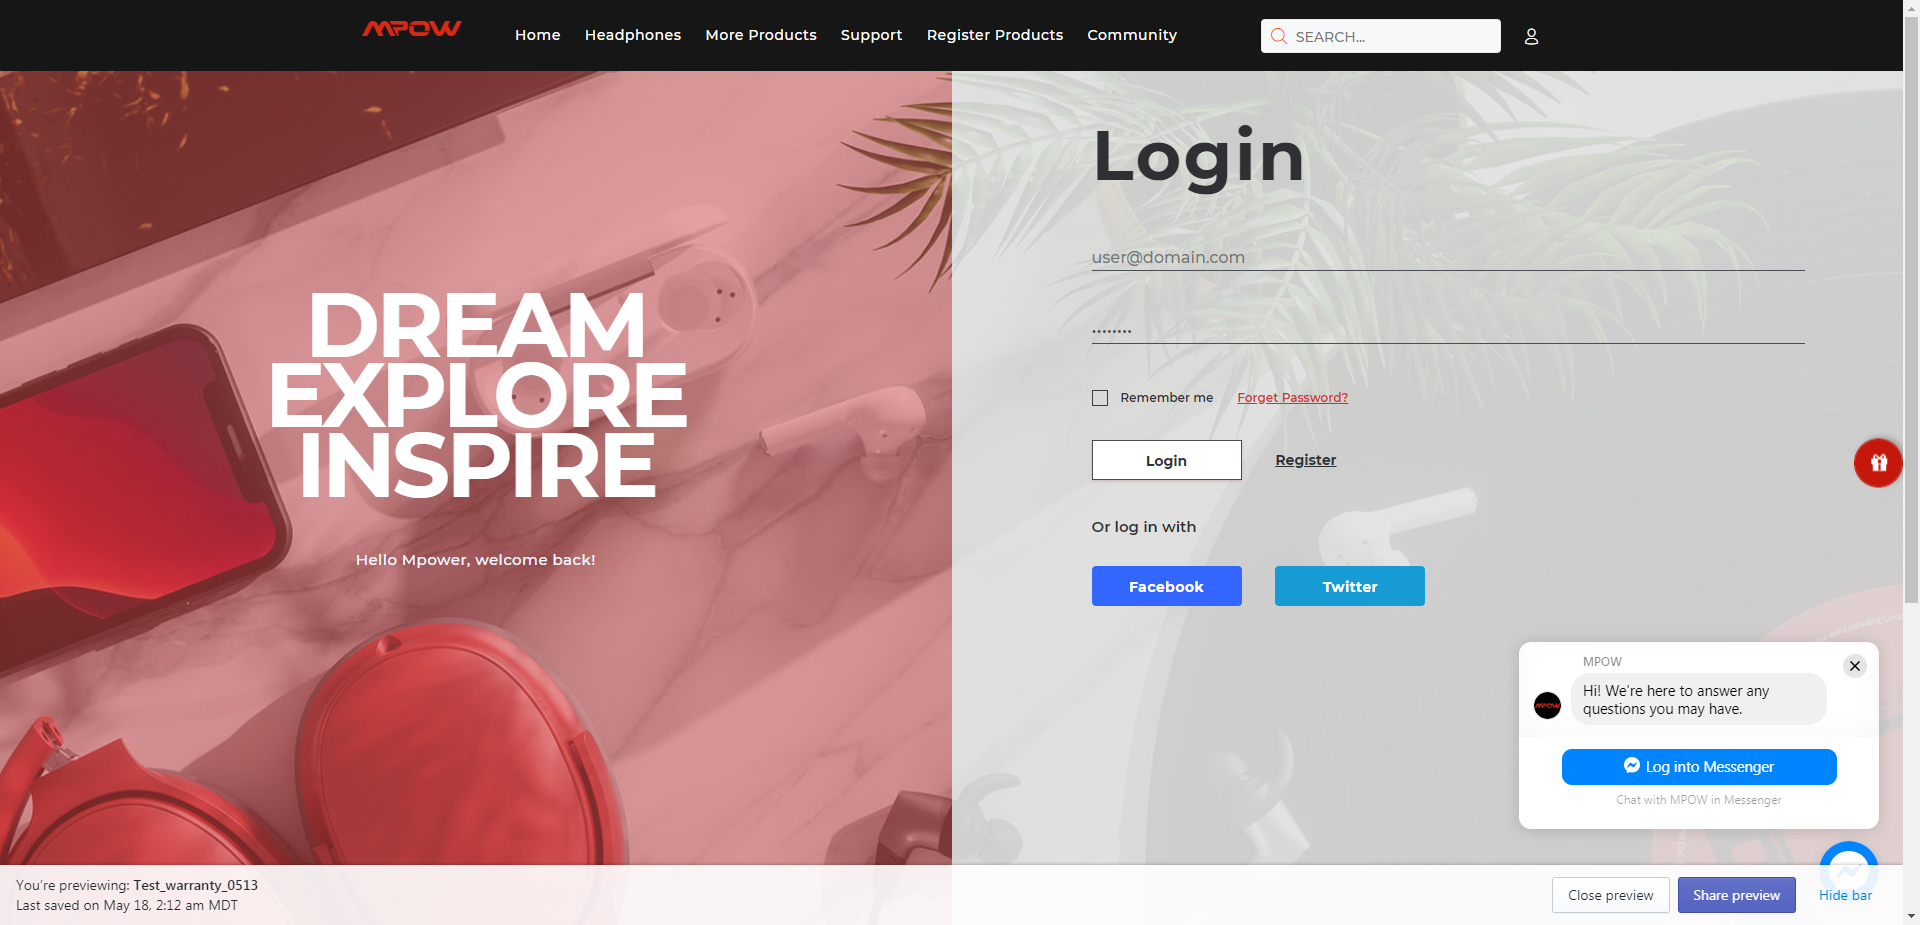 MPOW
Home Headphones More Products Support Register Products Community
SEARCH...
DREAM
EXPLORE
INSPIRE
Hello Mpower, welcome back!
Login
user@domain.com
Remember me Forget Password?
Login Register
Or log in with
Facebook Twitter
MPOW
Hi! We're here to answer any
questions you may have.
MPOW
Log into Messenger
Chat with MPOW in Messenger
You're previewing: Test_warranty_0513
Last saved on May 18, 2:12 am MDT
Close preview Share preview Hide bar